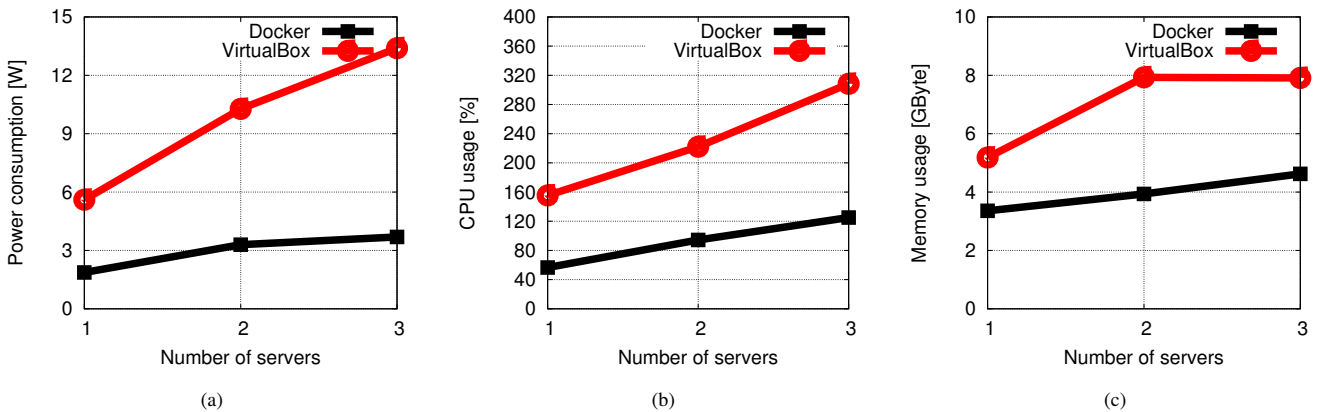 Power consumption [W]
15
12
9
6
3
0
Docker
VirtualBox
1
2
3
Number of servers
(a)
CPU usage [%]
400
360
320
280
240
200
160
120
80
40
0
Docker
VirtualBox
1
2
3
Number of servers
(b)
Memory usage [GByte]
10
8
6
4
2
0
Docker
VirtualBox
1
2
3
Number of servers
(c)